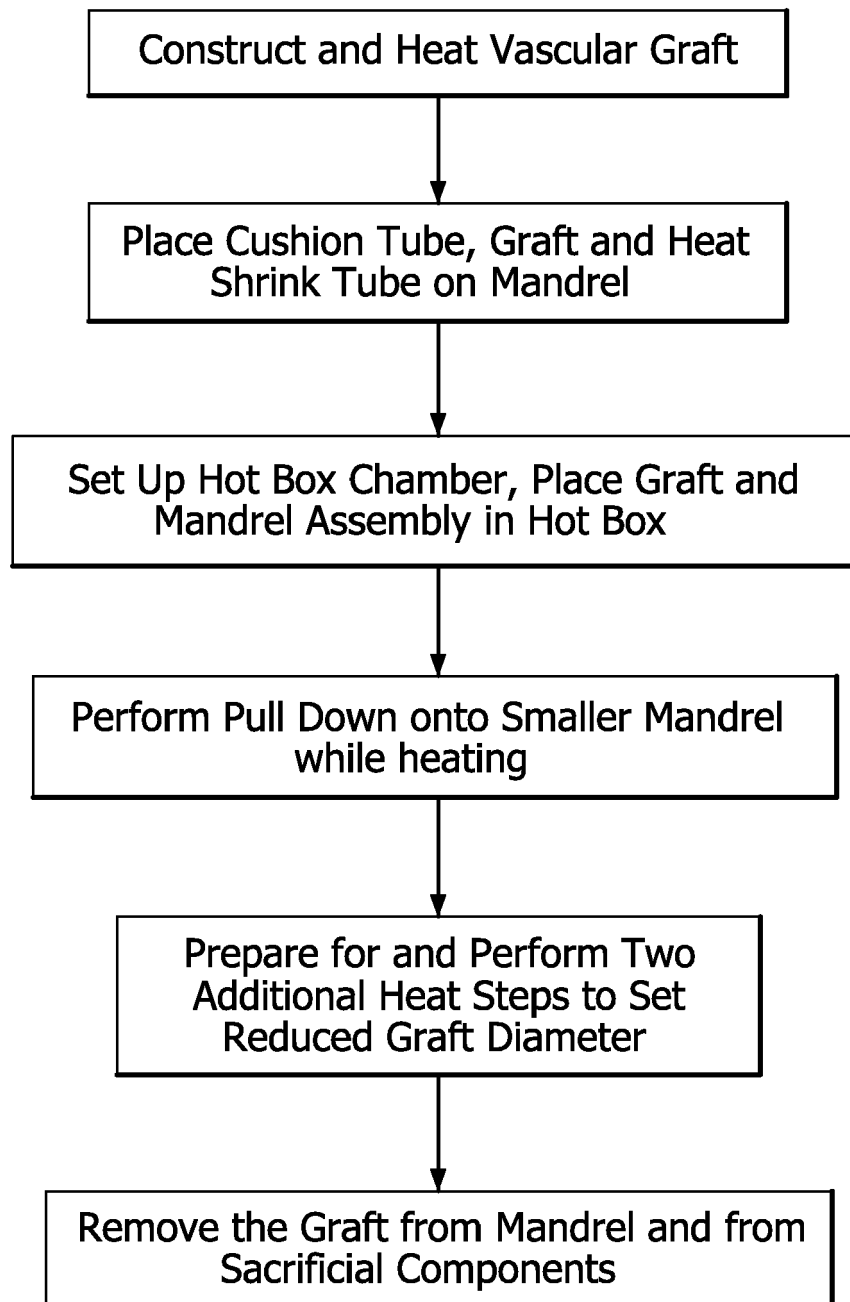 Construct and Heat Vascular Graft
Place Cushion Tube, Graft and Heat
Shrink Tube on Mandrel
Set Up Hot Box Chamber, Place Graft and
Mandrel Assembly in Hot Box
Perform Pull Down onto Smaller Mandrel
while heating
Prepare for and Perform Two
Additional Heat Steps to Set
Reduced Graft Diameter
Remove the Graft from Mandrel and from
Sacrificial Components